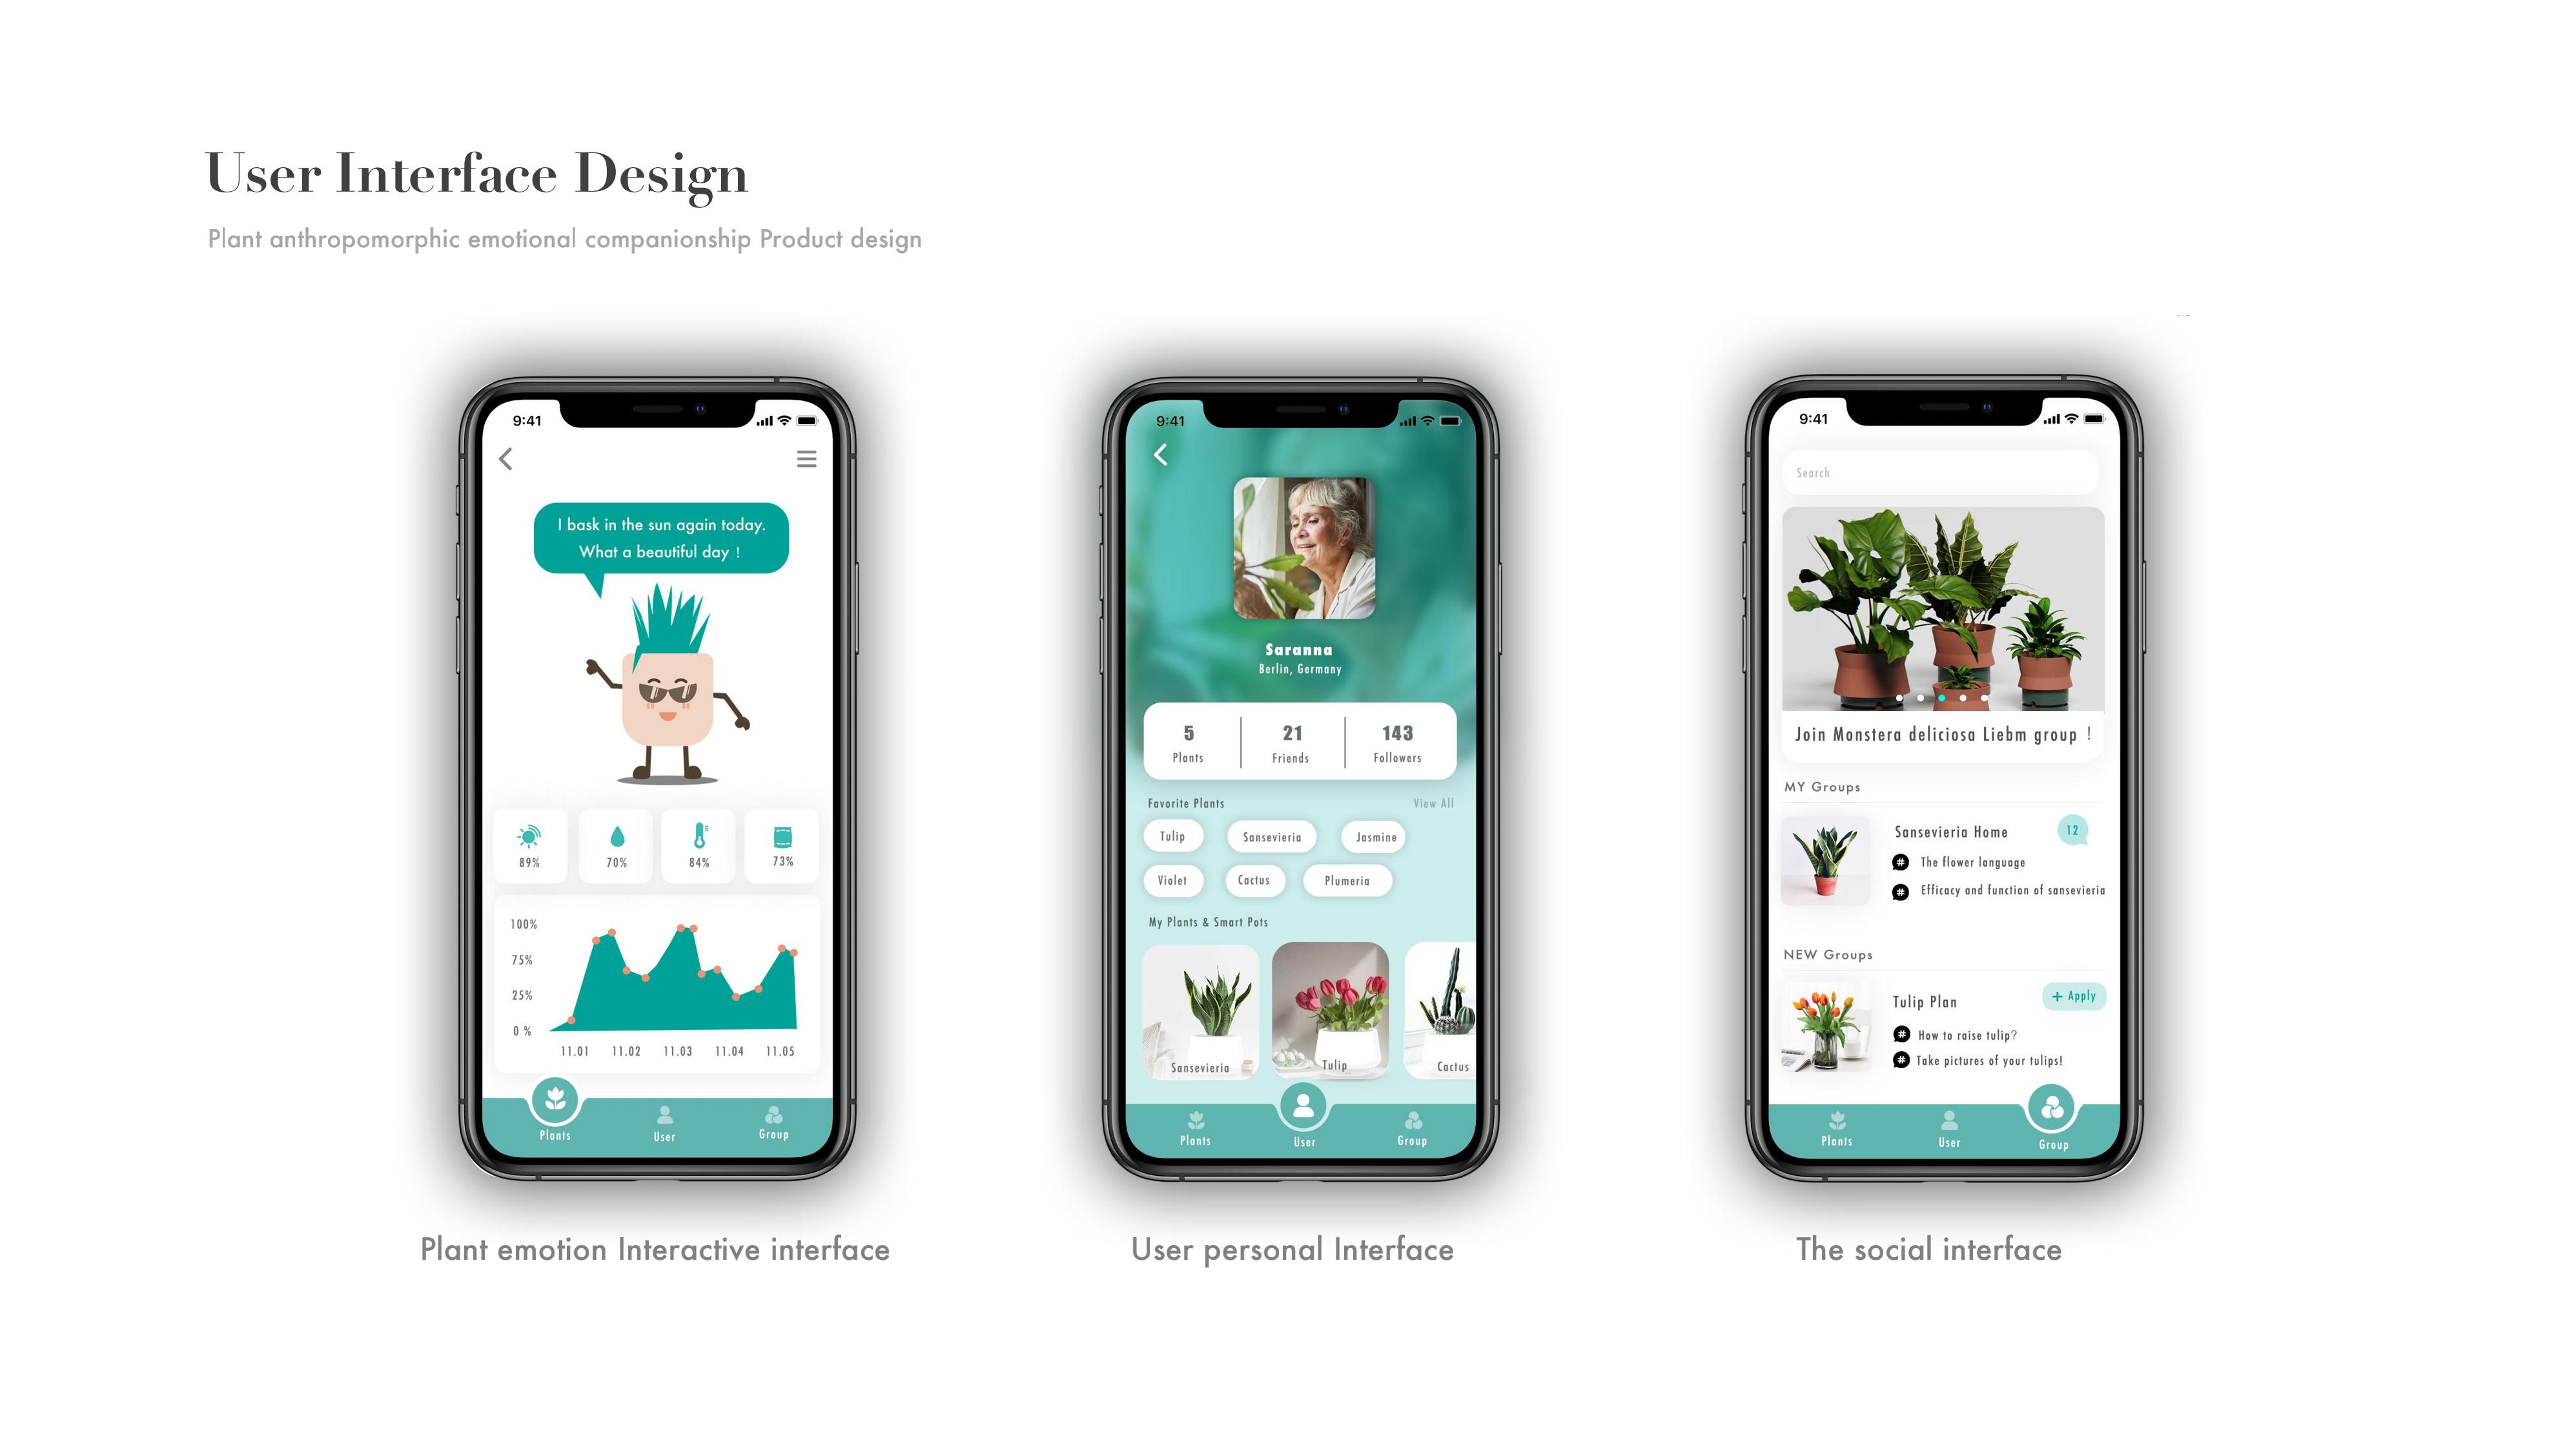 User Interface Design
Plant anthropomorphic emotional companionship Product design
9:41
I bask in the sun again today.
What a beautiful day !
89%
70%
84%
73%
100%
75%
25%
0 %
11.01
11.02
11.03
11.04
11.05
Plants
User
Group
Plant emotion Interactive interface
9:41
Saranna
Berlin, Germany
5
Plants
21
Friends
143
Followers
Favorite Plants
View All
Tulip
Sansevieria
Jasmine
Violet
Cactus
Plumeria
My Plants & Smart Pots
Sansevieria
Tulip
Cactus
Plants
User
Group
User personal Interface
9:41
Search
Join Monstera deliciosa Liebm group !
MY Groups
Sansevieria Home
12
# The flower language
# Efficacy and function of sansevieria
NEW Groups
Tulip Plan
+ Apply
# How to raise tulip?
# Take pictures of your tulips!
Plants
User
Group
The social interface